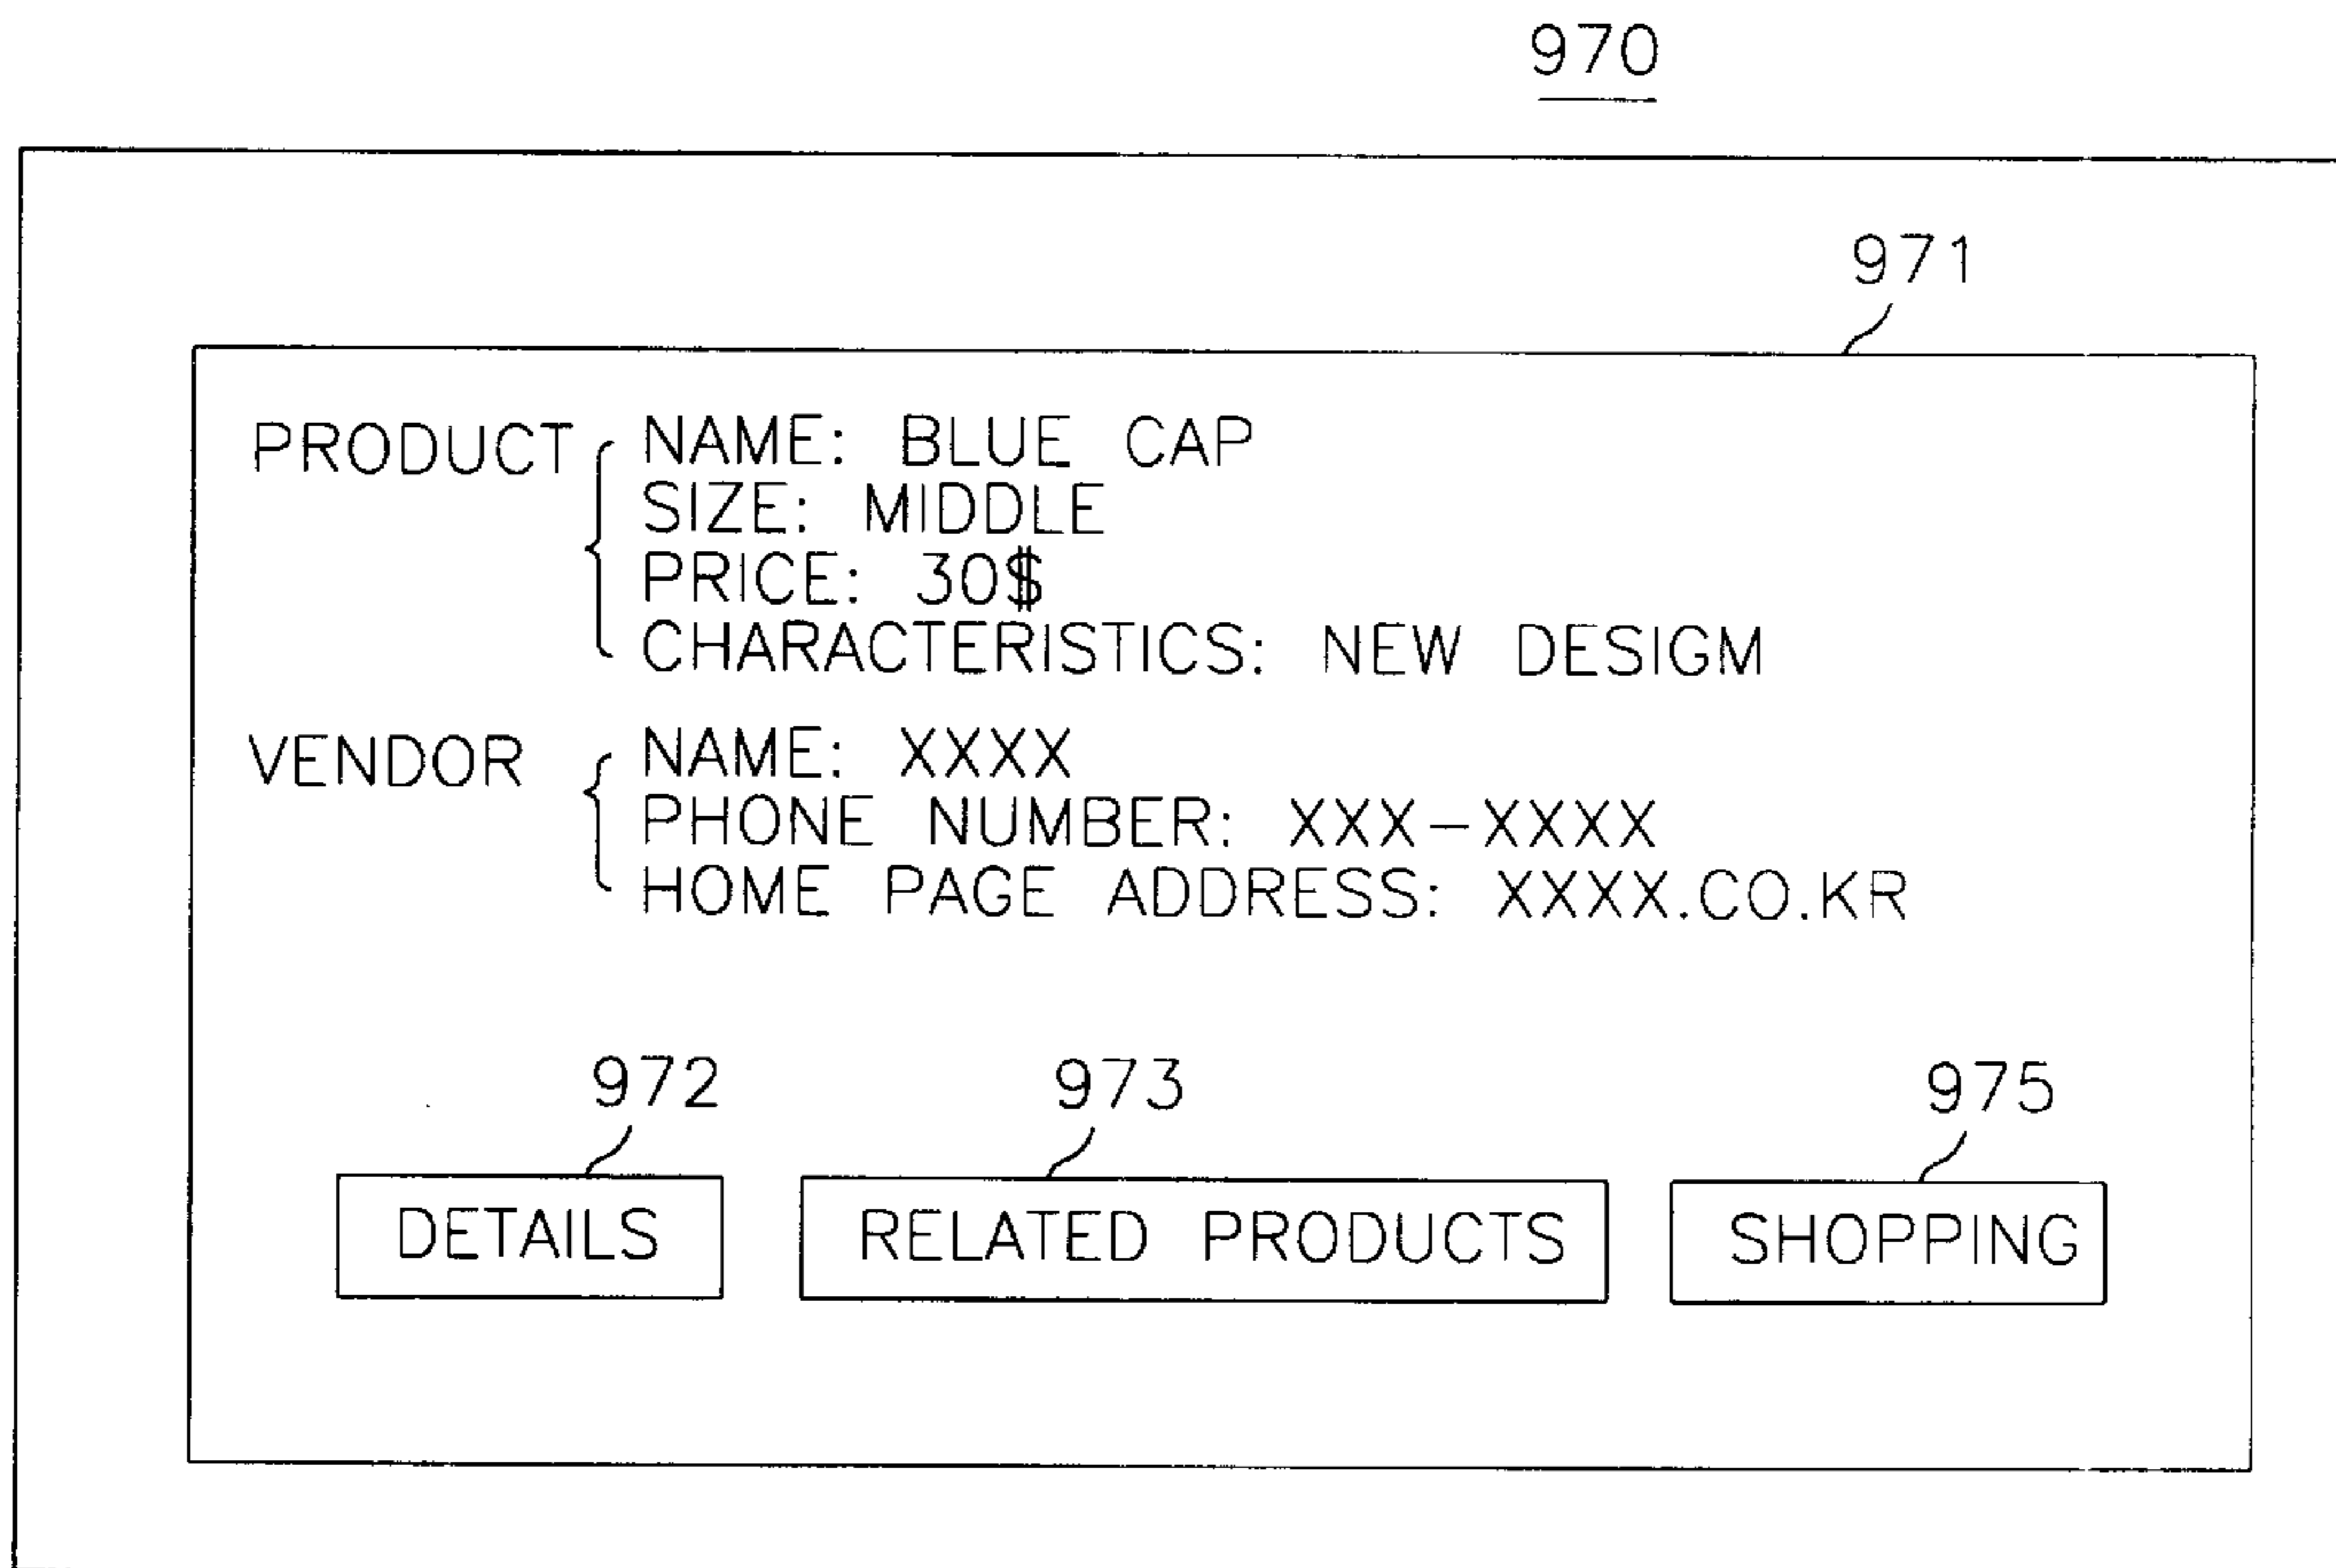 970
971
PRODUCT NAME: BLUE CAP
SIZE: MIDDLE
PRICE: 30$
CHARACTERISTICS: NEW DESIGM
VENDOR NAME: XXXX
PHONE NUMBER: XXX-XXXX
HOME PAGE ADDRESS: XXXX.CO.KR
972 973 975
DETAILS RELATED PRODUCTS SHOPPING